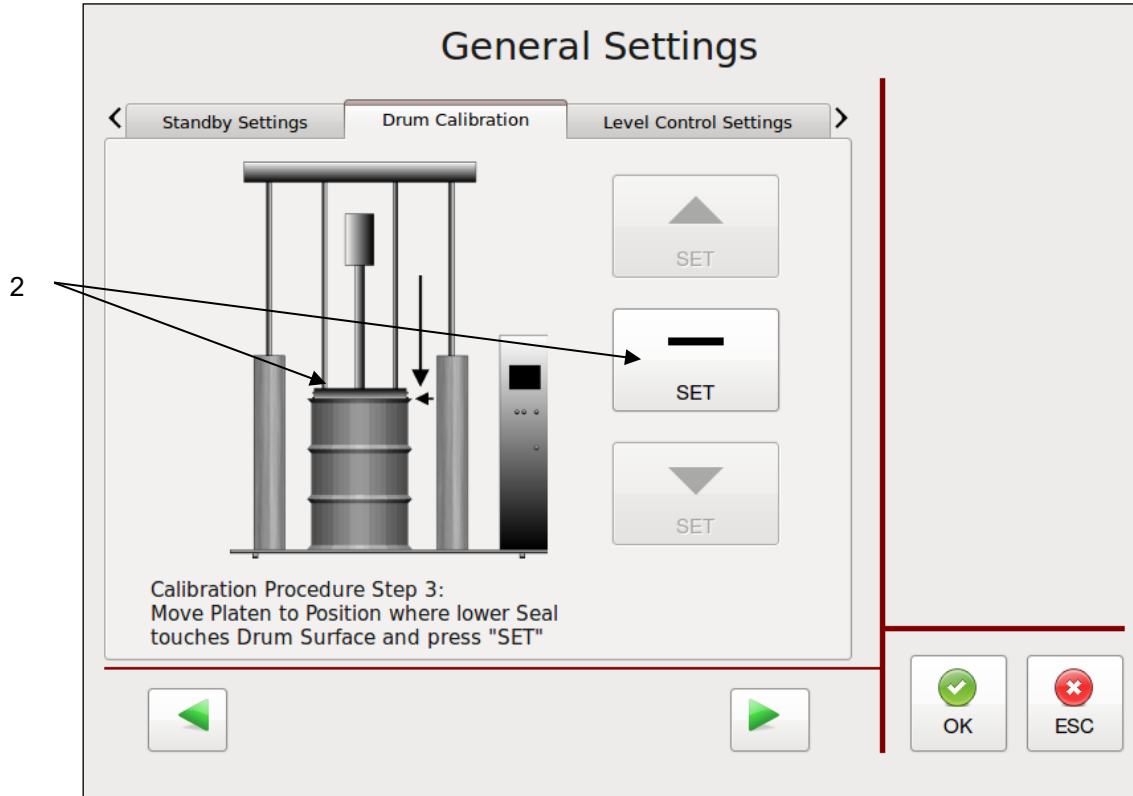 General Settings
Standby Settings
Drum Calibration
Level Control Settings
SET
2
SET
SET
Calibration Procedure Step 3:
Move Platen to Position where lower Seal
touches Drum Surface and press "SET"
OK
ESC